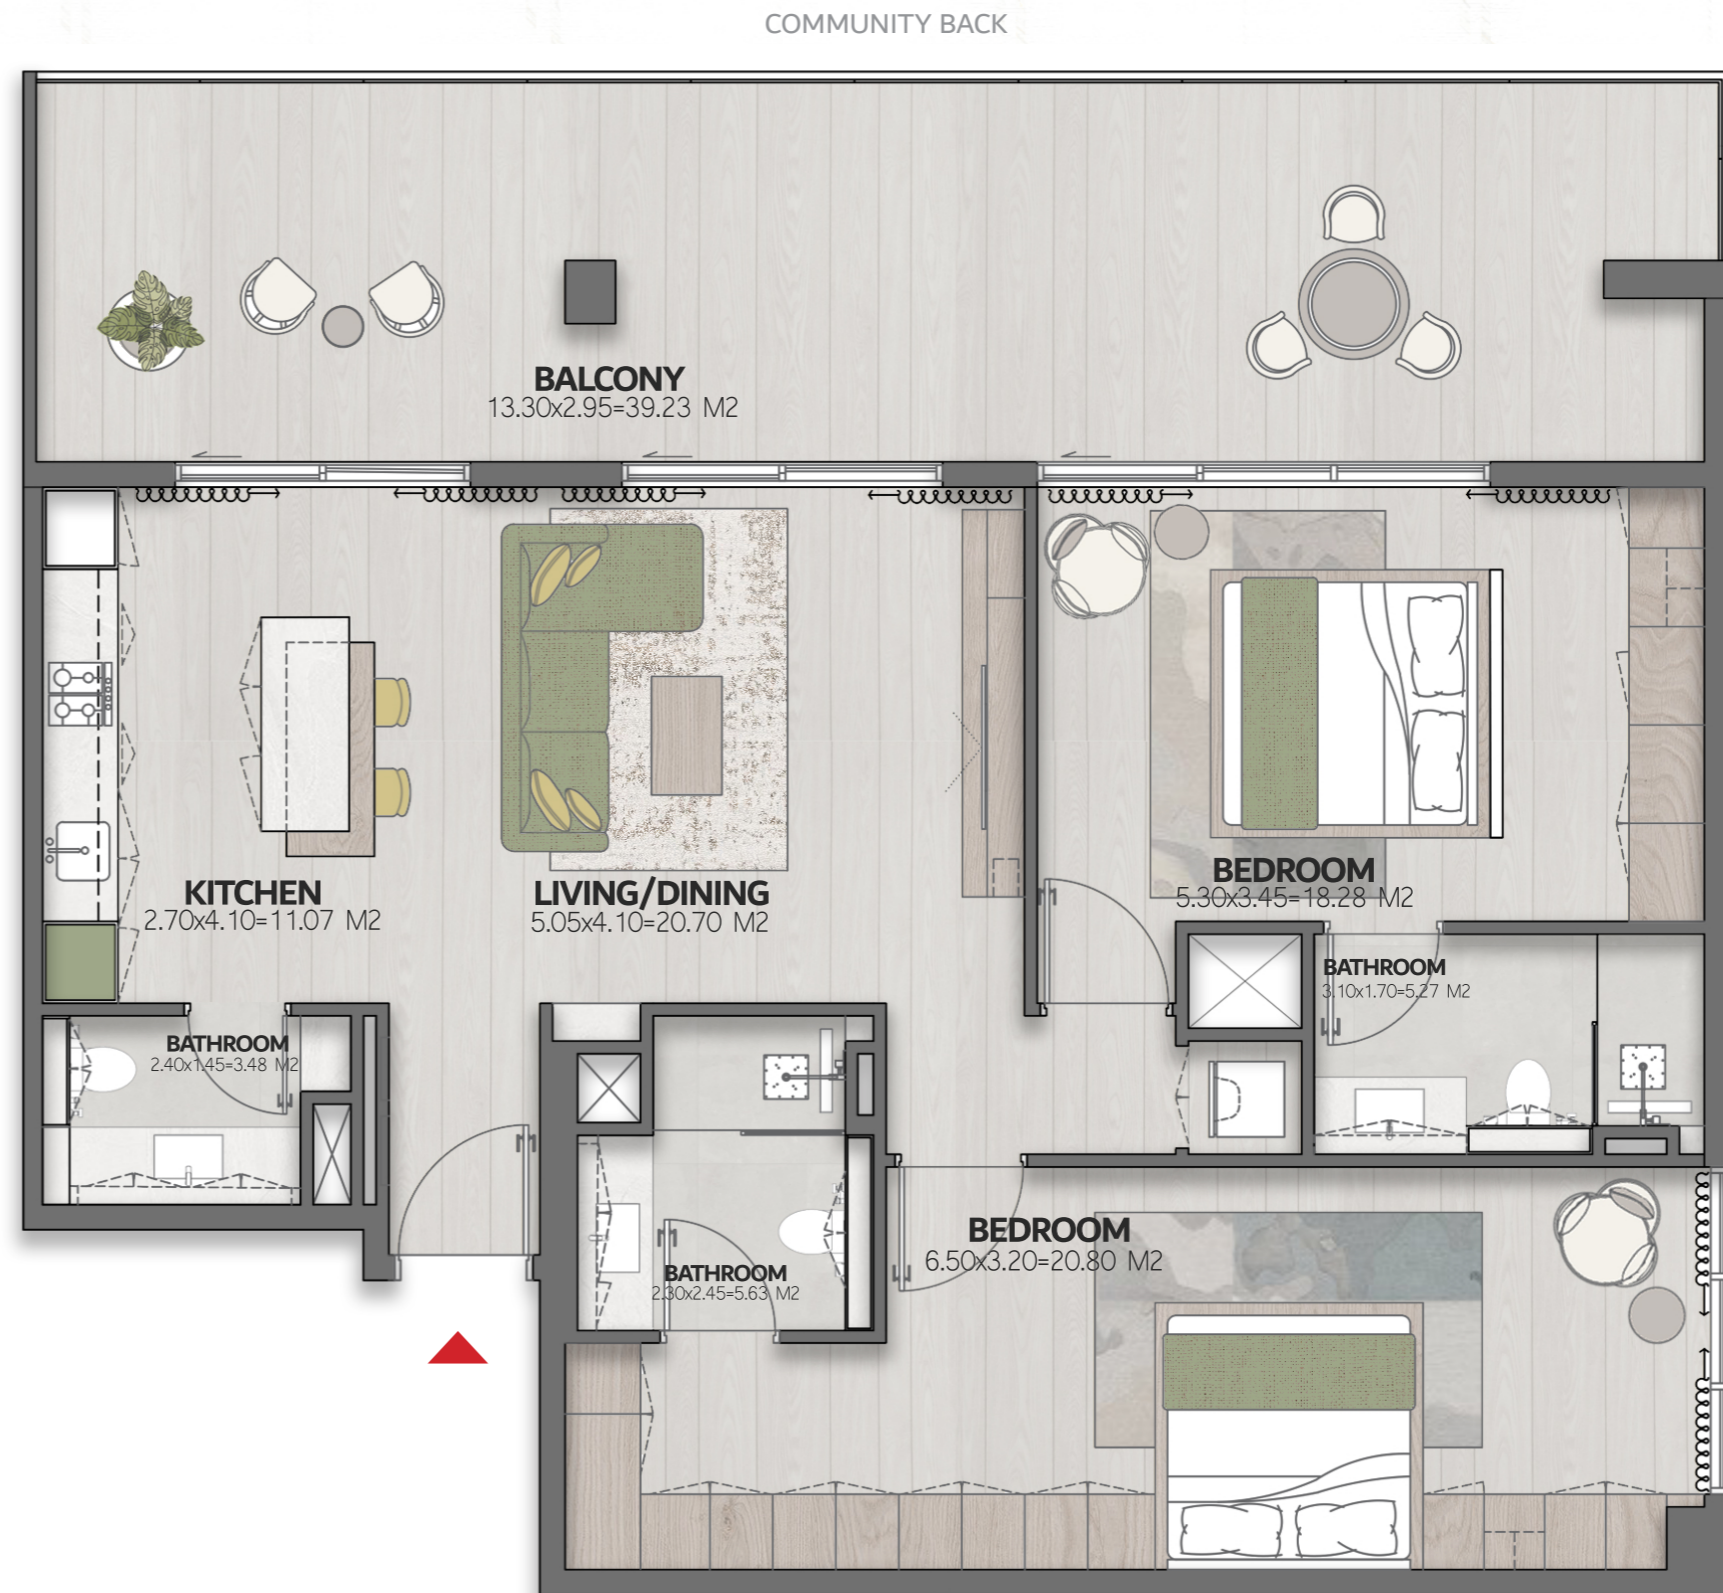 COMMUNITY BACK
BALCONY
13.30x2.95=39.23 M2
KITCHEN
2.70x4.10=11.07 M2
LIVING/DINING
5.05x4.10=20.70 M2
BEDROOM
5.30x3.45=18.28 M2
BATHROOM
3.10x1.70=5.27 M2
BATHROOM
2.40x1.45=3.48 M2
BEDROOM
6.50x3.20=20.80 M2
BATHROOM
2.30x2.45=5.63 M2